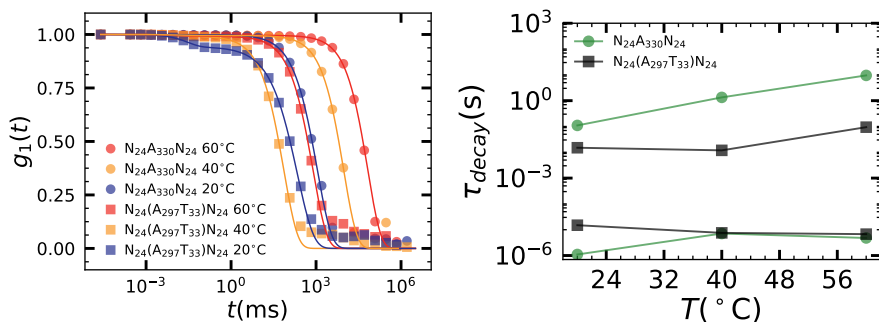 1.00
0.75
0.50
0.25
0.00
g₁(t)
N₂₄A₃₃₀N₂₄ 60°C
N₂₄A₃₃₀N₂₄ 40°C
N₂₄A₃₃₀N₂₄ 20°C
N₂₄(A₂₉₇T₃₃)N₂₄ 60°C
N₂₄(A₂₉₇T₃₃)N₂₄ 40°C
N₂₄(A₂₉₇T₃₃)N₂₄ 20°C
10⁻³ 10⁰ 10³ 10⁶
t(ms)
10⁰
10⁻³
10⁻⁶
τ_decay(s)
N₂₄A₃₃₀N₂₄
N₂₄(A₂₉₇T₃₃)N₂₄
24 32 40 48 56
T(°C)